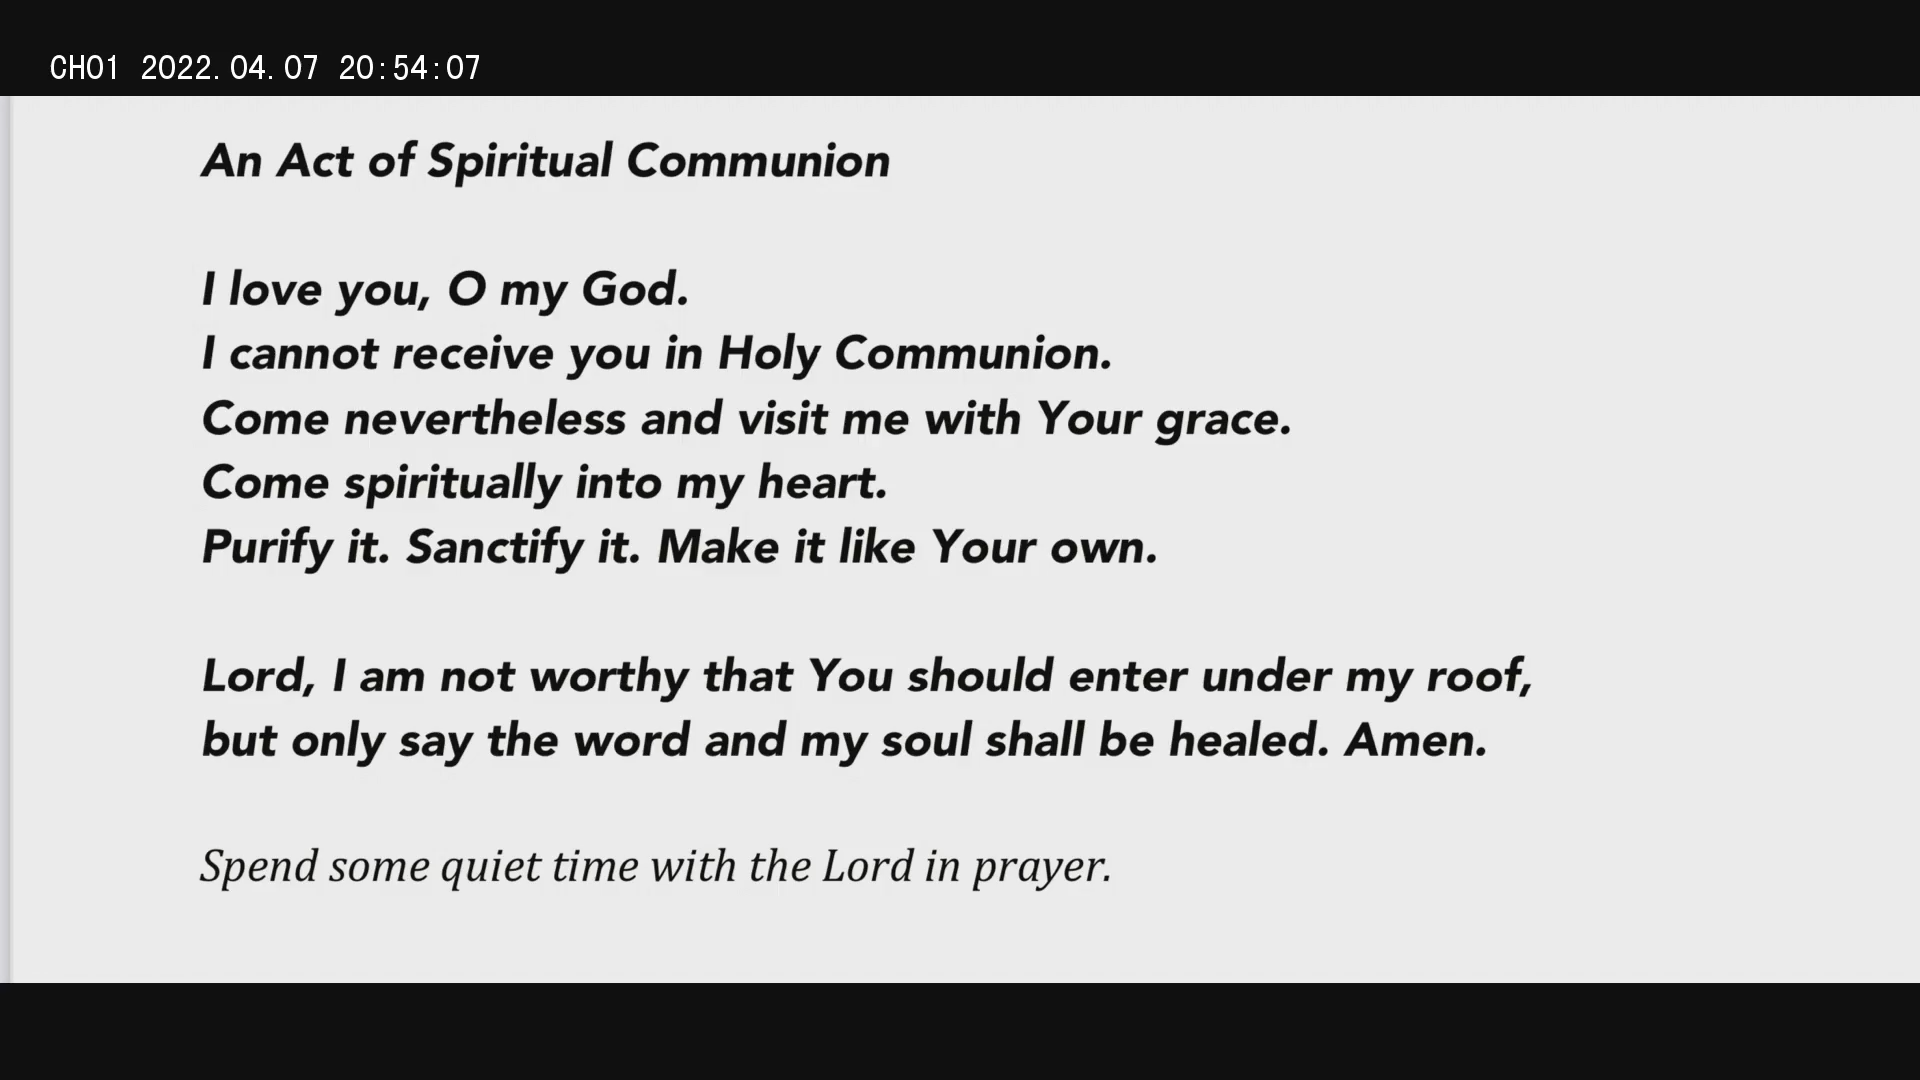 CH01 2022.04.07 20:54:07
An Act of Spiritual Communion
I love you, O my God.
I cannot receive you in Holy Communion.
Come nevertheless and visit me with Your grace.
Come spiritually into my heart.
Purify it. Sanctify it. Make it like Your own.
Lord, I am not worthy that You should enter under my roof,
but only say the word and my soul shall be healed. Amen.
Spend some quiet time with the Lord in prayer.